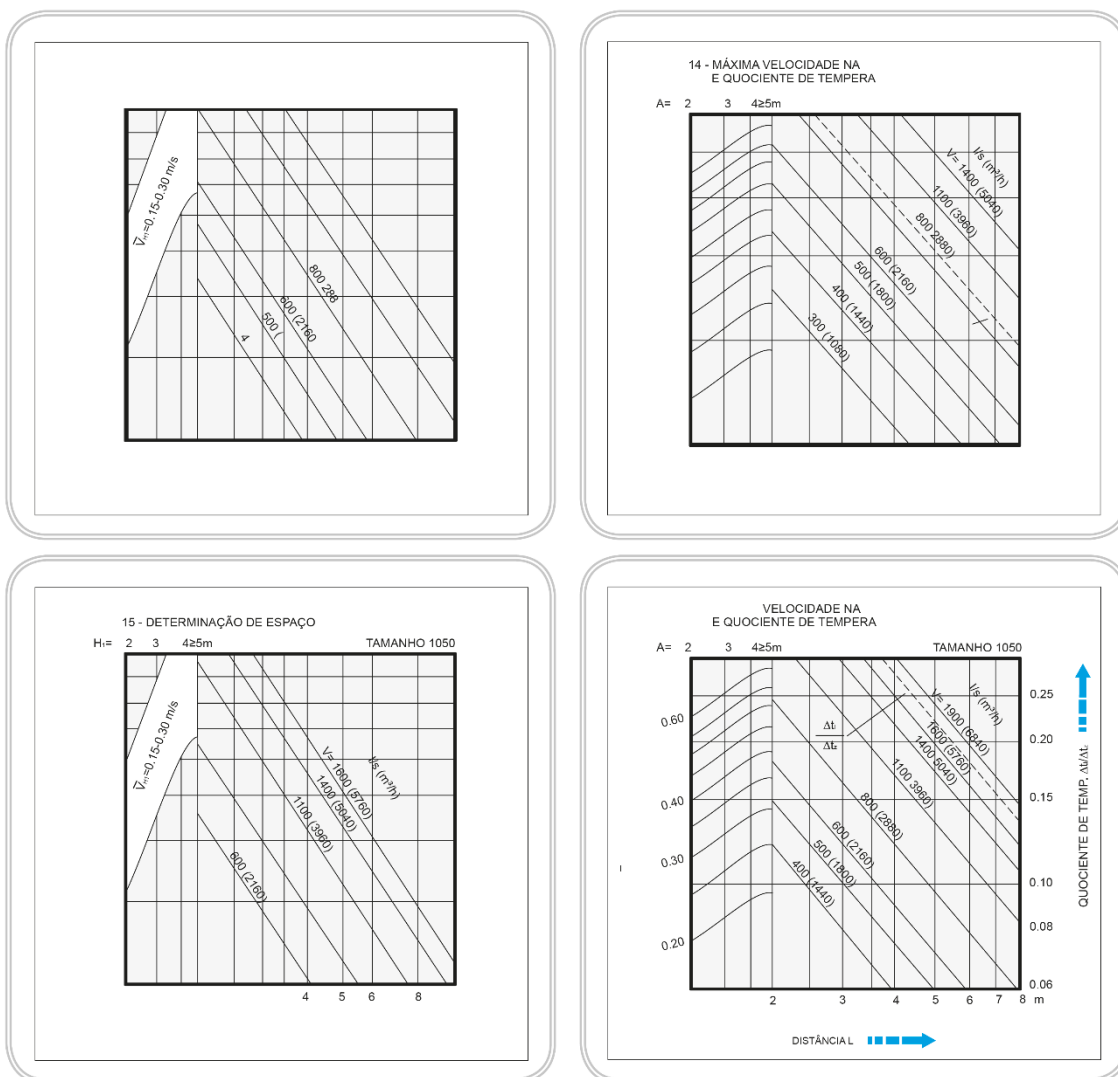 V̄H1=0.15-0.30 m/s
800 288
600 (2160
500 (
4
14 - MÁXIMA VELOCIDADE NA
E QUOCIENTE DE TEMPERA
A= 2 3 4≥5m
l/s (m³/h)
V= 1400 (5040)
1100 (3960)
800 2880)
600 (2160)
500 (1800)
400 (1440)
300 (1080)
15 - DETERMINAÇÃO DE ESPAÇO
H1= 2 3 4≥5m TAMANHO 1050
V̄H1=0.15-0.30 m/s
l/s (m³/h)
V= 1600 (5760)
1400 (5040)
1100 (3960)
600 (2160)
4 5 6 8
VELOCIDADE NA
E QUOCIENTE DE TEMPERA
A= 2 3 4≥5m TAMANHO 1050
l/s (m³/h)
V= 1900 (6840)
1600 (5760)
1400 5040)
1100 3960)
800 (2880)
600 (2160)
500 (1800)
400 (1440)
0.60
0.40
0.30
0.20
0.25
0.20
0.15
0.10
0.08
0.06
QUOCIENTE DE TEMP, Δt/Δt
2 3 4 5 6 7 8 m
DISTÂNCIA L